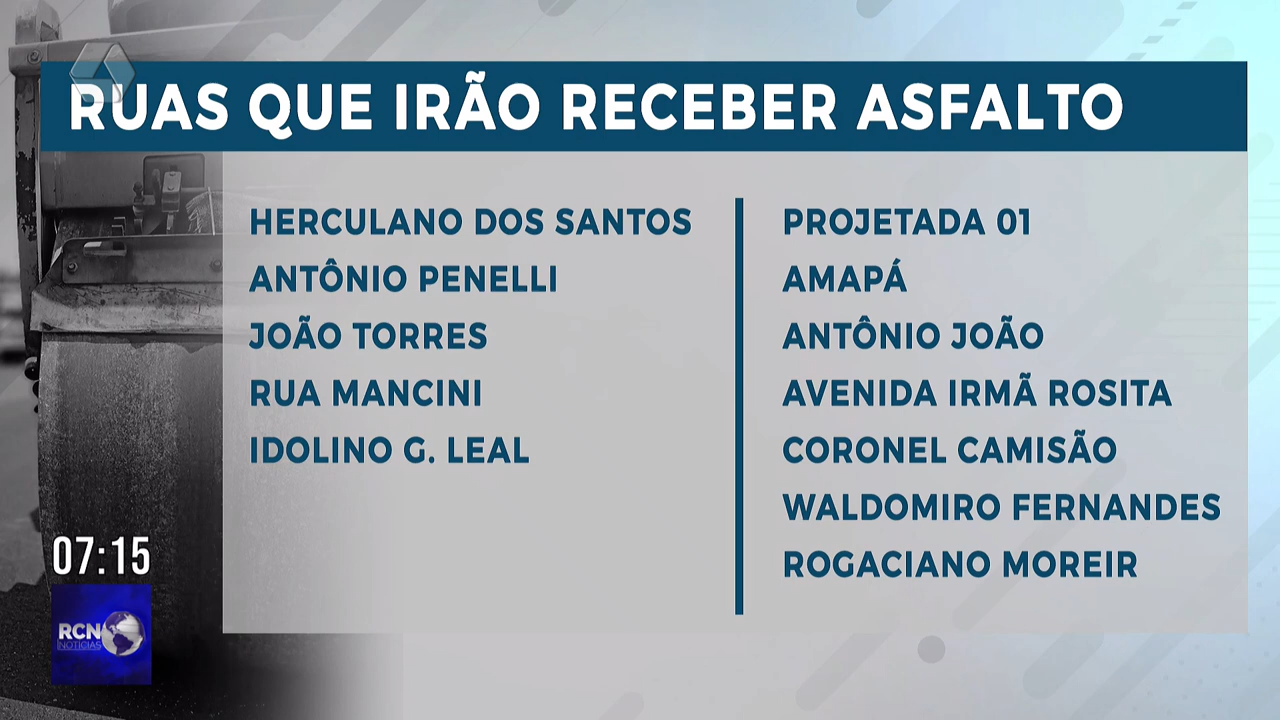 RUAS QUE IRÃO RECEBER ASFALTO
HERCULANO DOS SANTOS
ANTÔNIO PENELLI
JOÃO TORRES
RUA MANCINI
IDOLINO G. LEAL
PROJETADA 01
AMAPÁ
ANTÔNIO JOÃO
AVENIDA IRMÃ ROSITA
CORONEL CAMISÃO
WALDOMIRO FERNANDES
ROGACIANO MOREIR
07:15
RCN
NOTÍCIAS